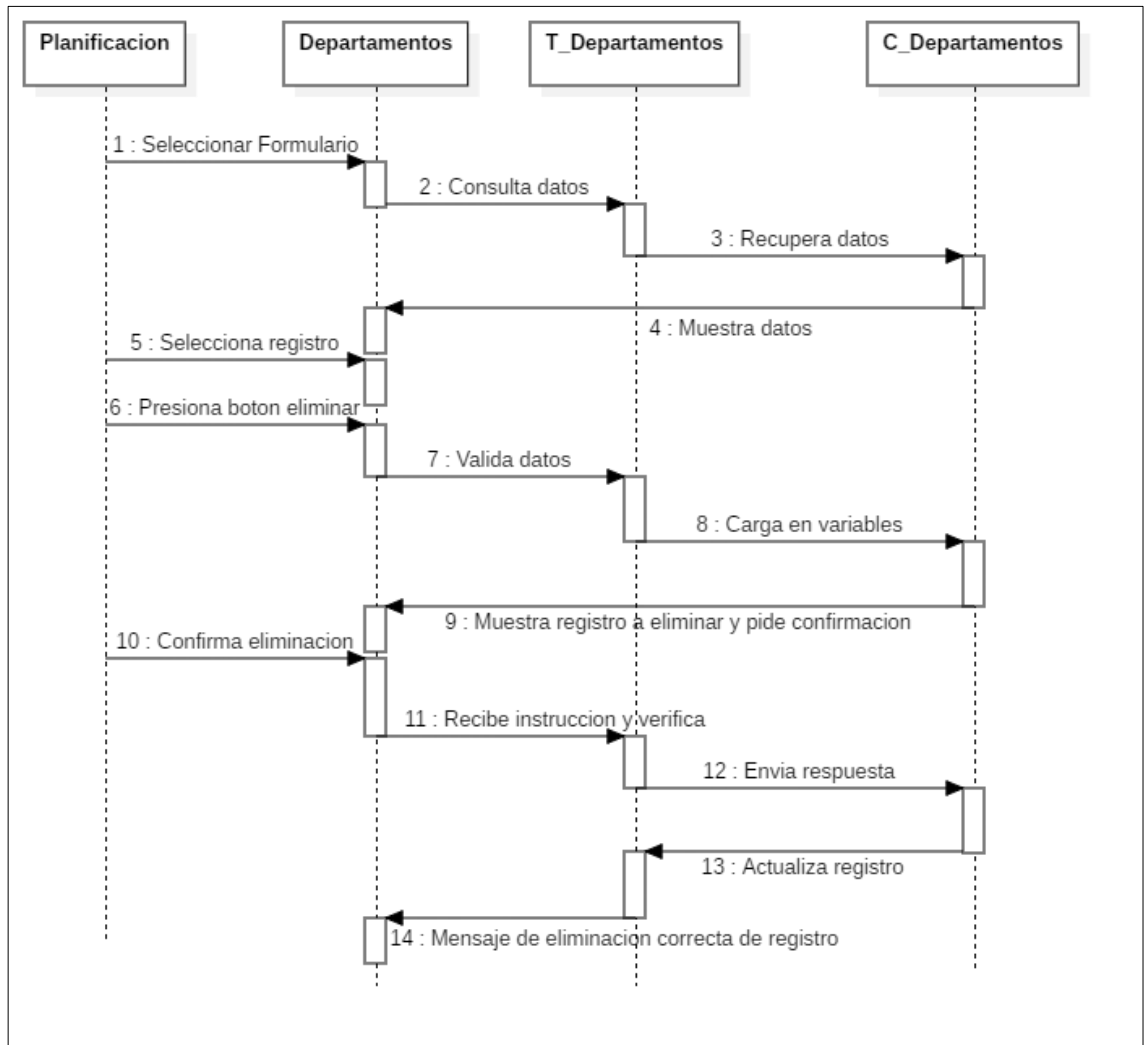 Planificacion
Departamentos
T_Departamentos
C_Departamentos
1 : Seleccionar Formulario
2 : Consulta datos
3 : Recupera datos
4 : Muestra datos
5 : Selecciona registro
6 : Presiona boton eliminar
7 : Valida datos
8 : Carga en variables
9 : Muestra registro a eliminar y pide confirmacion
10 : Confirma eliminacion
11 : Recibe instruccion y verifica
12 : Envia respuesta
13 : Actualiza registro
14 : Mensaje de eliminacion correcta de registro